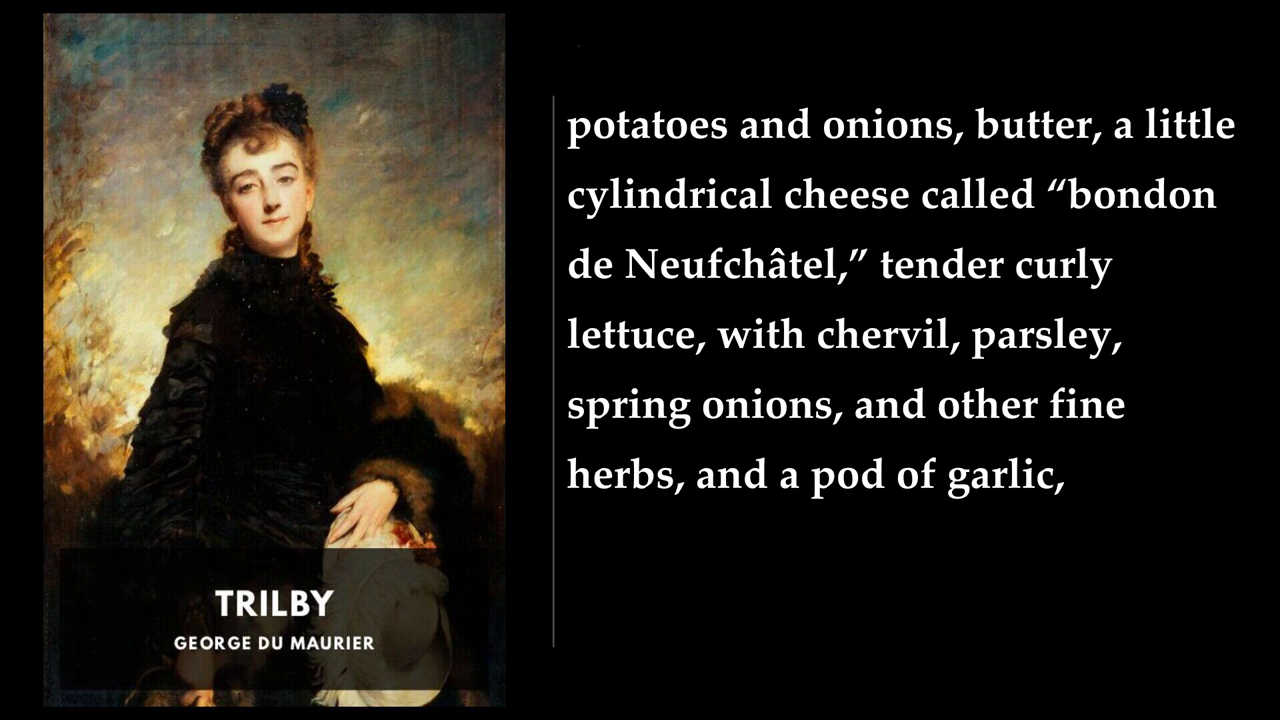 TRILBY
GEORGE DU MAURIER
potatoes and onions, butter, a little
cylindrical cheese called “bondon
de Neufchâtel,” tender curly
lettuce, with chervil, parsley,
spring onions, and other fine
herbs, and a pod of garlic,